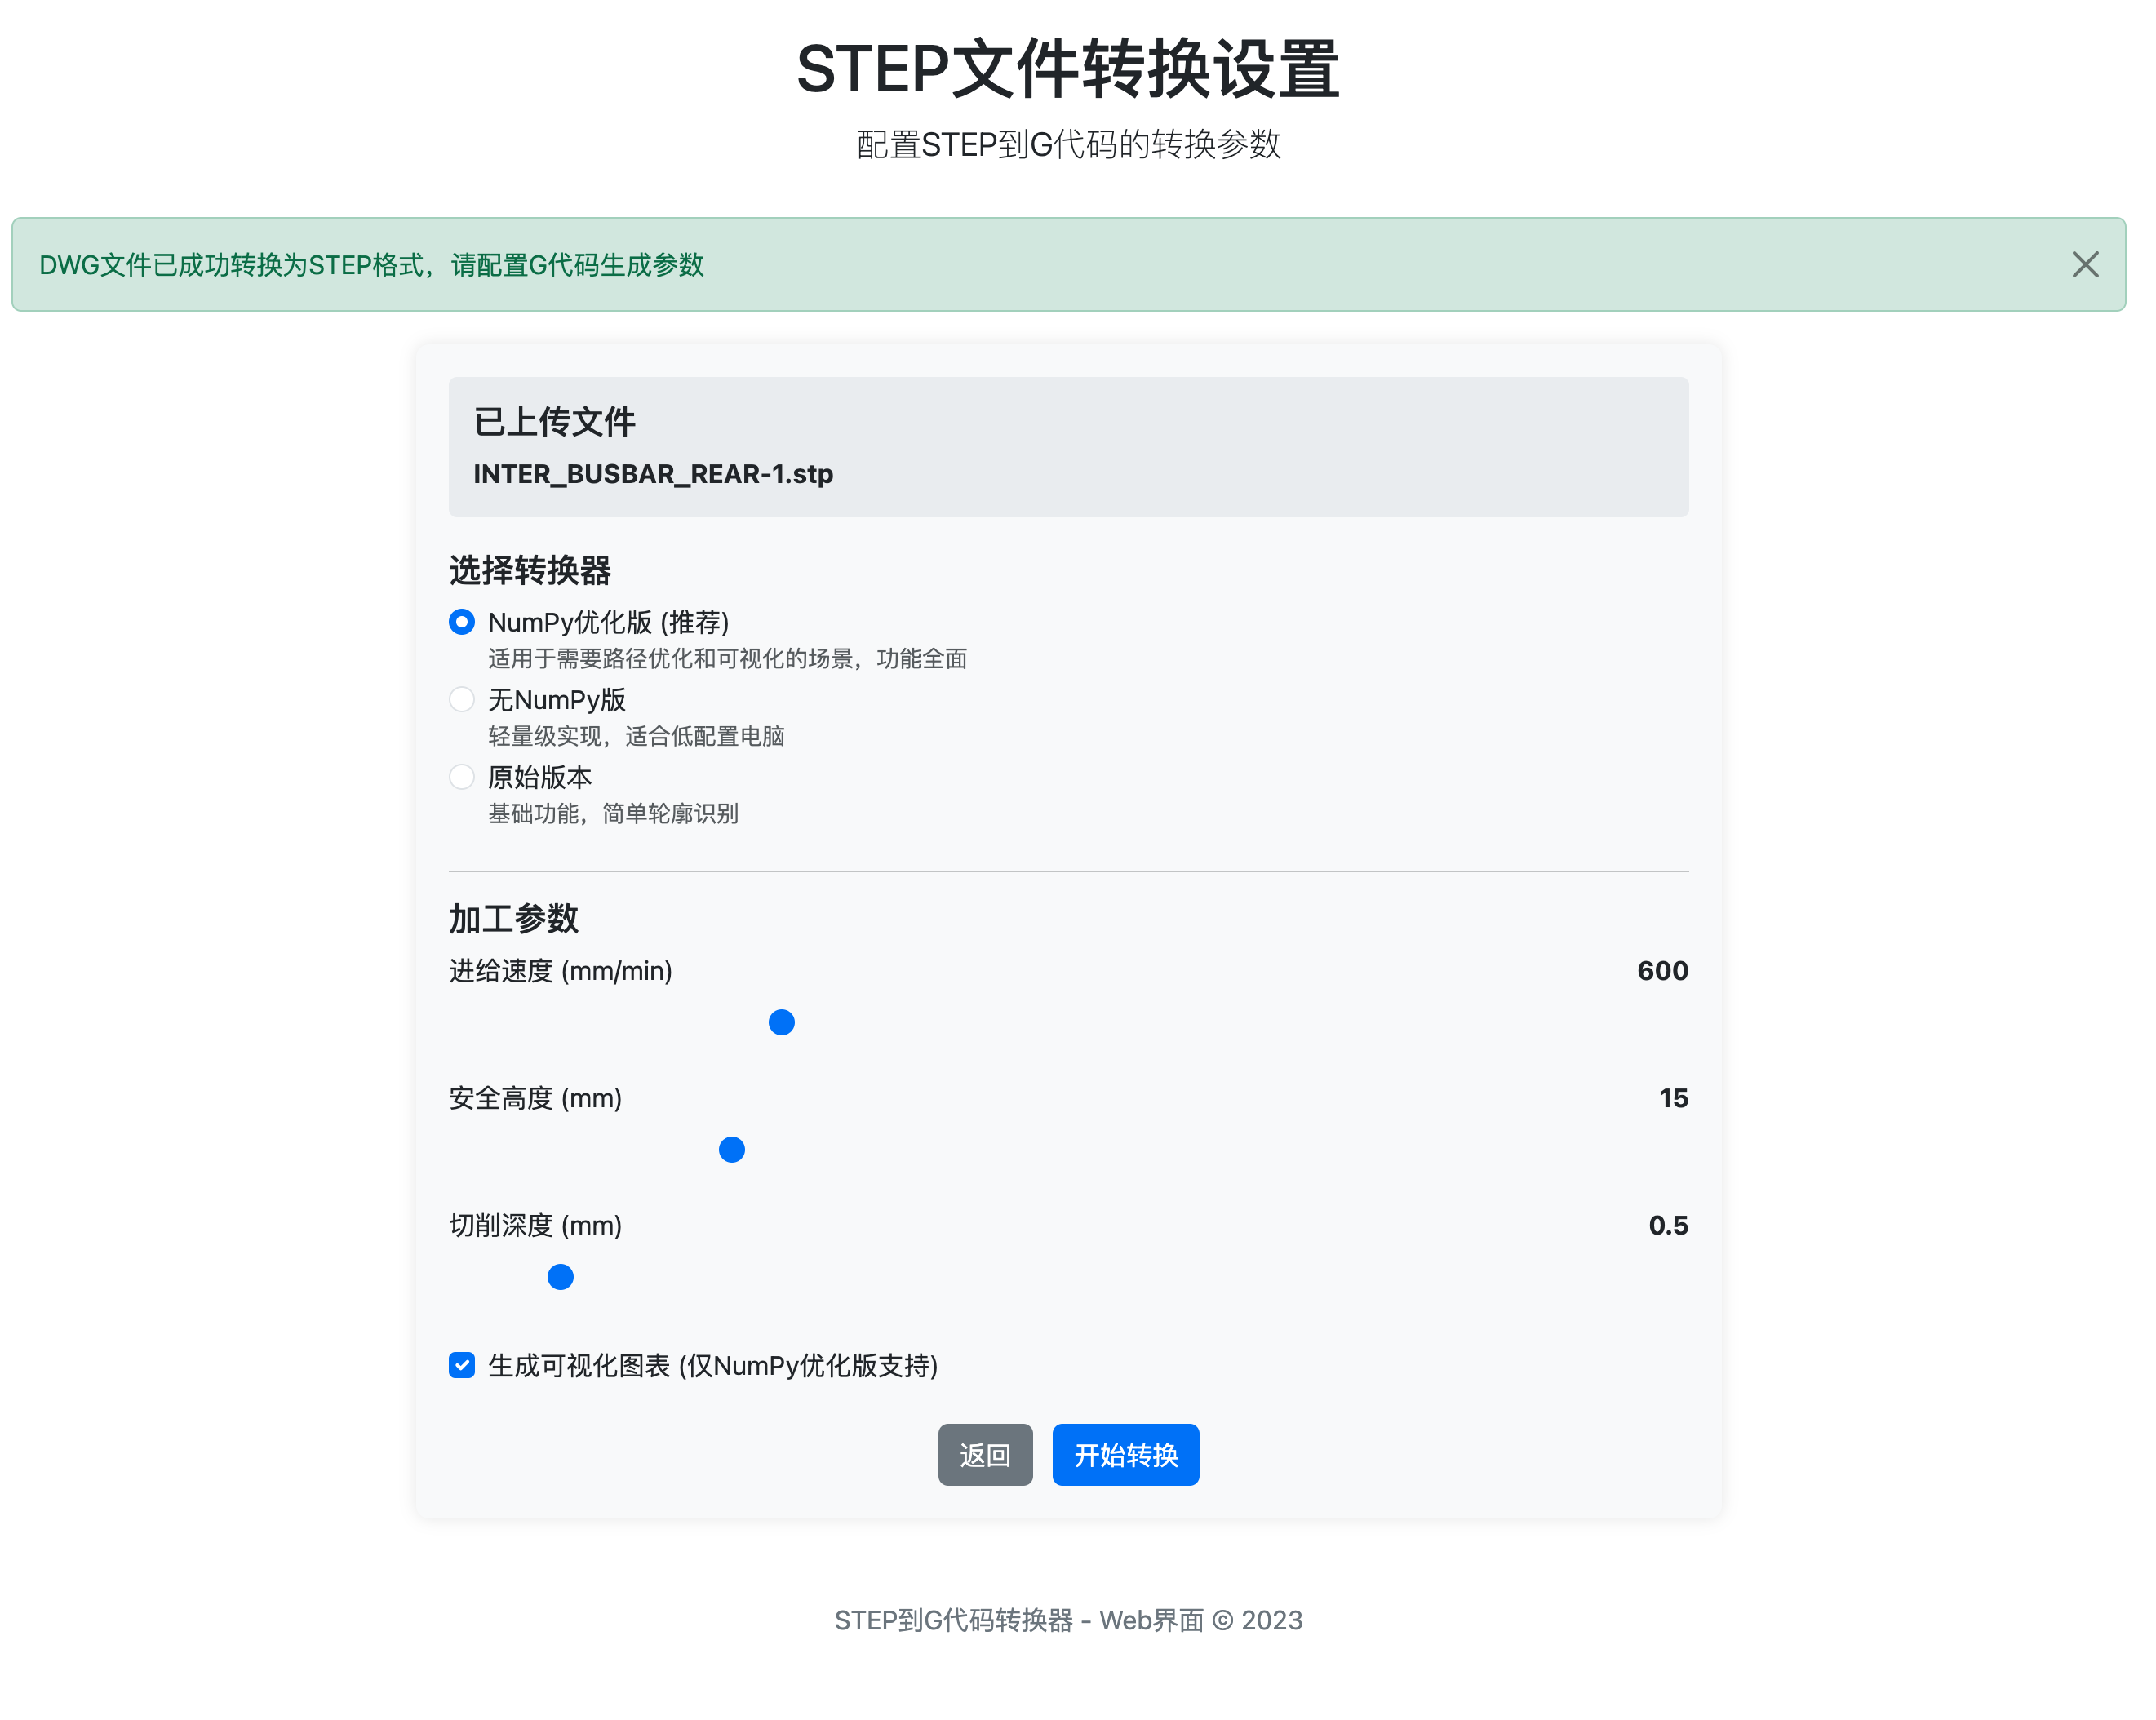 STEP文件转换设置
配置STEP到G代码的转换参数
DWG文件已成功转换为STEP格式，请配置G代码生成参数
已上传文件
INTER_BUSBAR_REAR-1.stp
选择转换器
NumPy优化版 (推荐)
适用于需要路径优化和可视化的场景，功能全面
无NumPy版
轻量级实现，适合低配置电脑
原始版本
基础功能，简单轮廓识别
加工参数
进给速度 (mm/min) 600
安全高度 (mm) 15
切削深度 (mm) 0.5
生成可视化图表 (仅NumPy优化版支持)
返回 开始转换
STEP到G代码转换器 - Web界面 © 2023